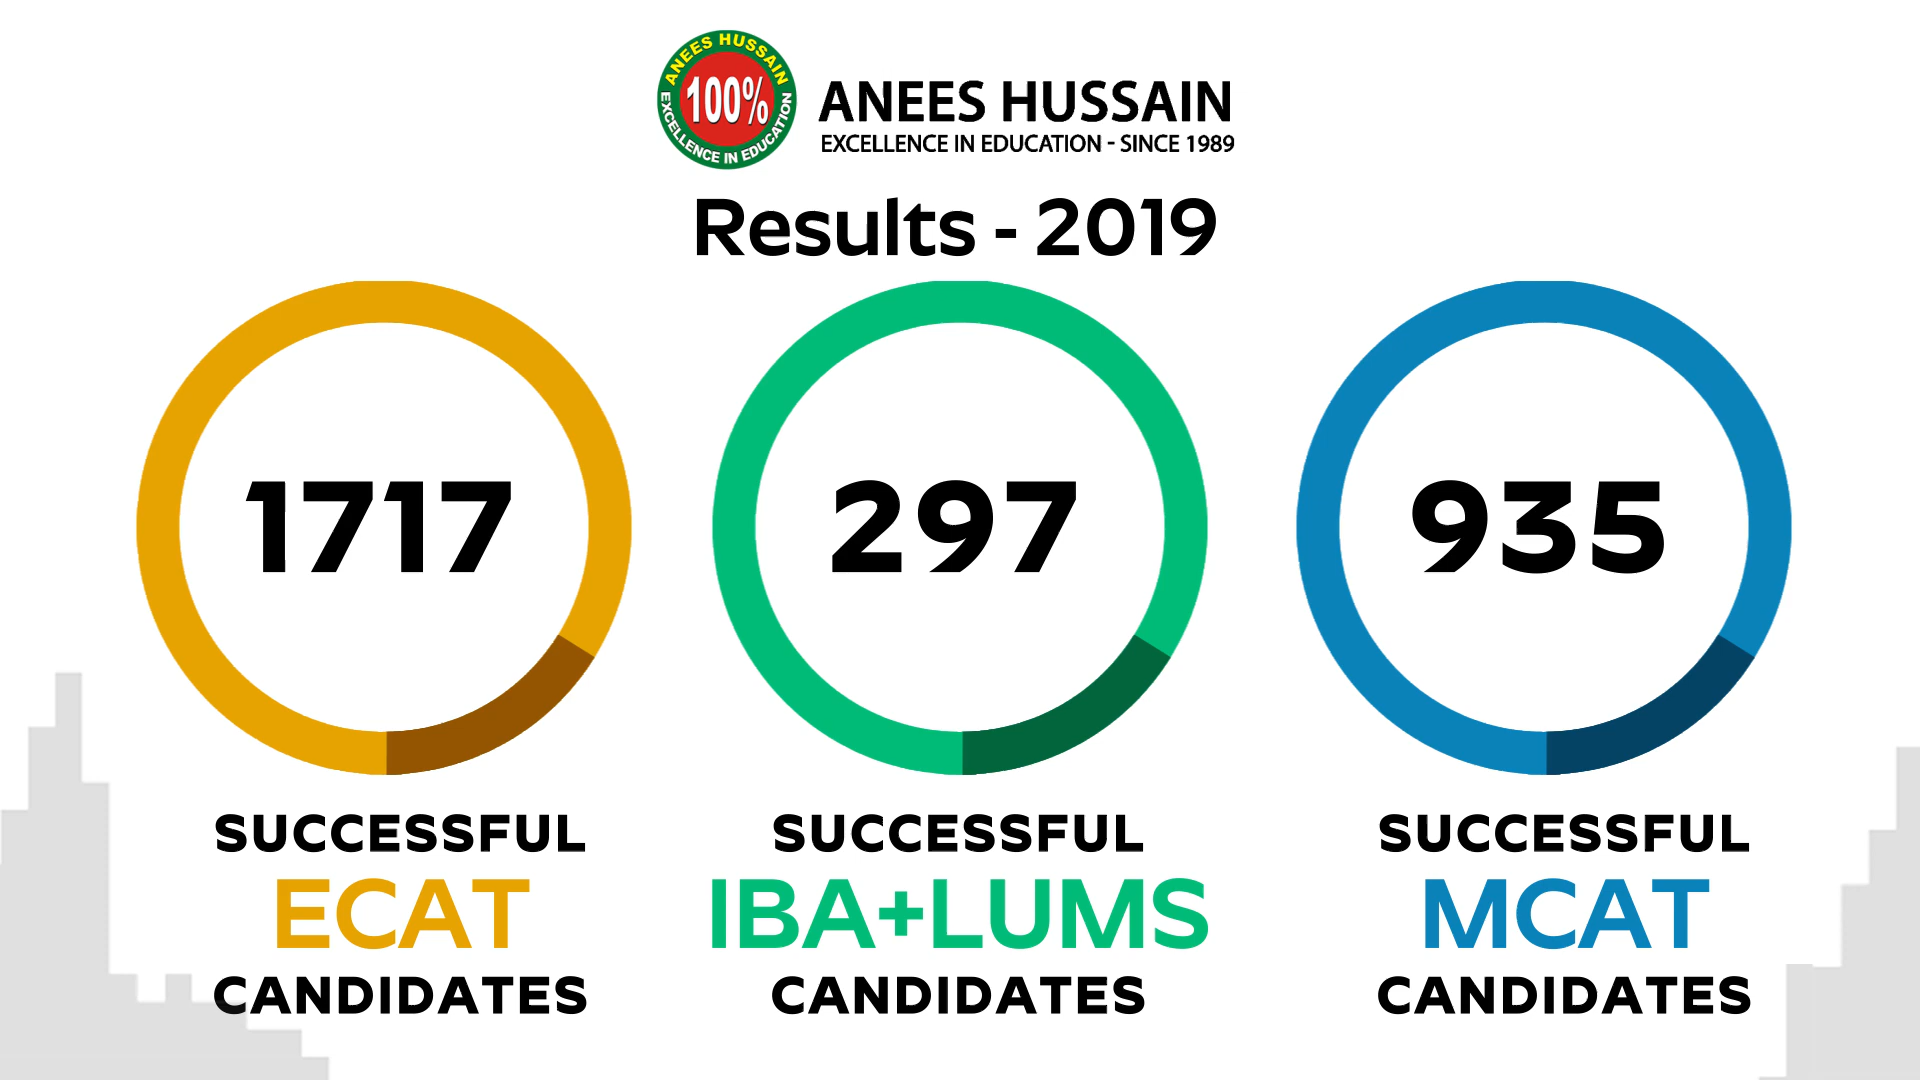 ANEES HUSSAIN
100%
EXCELLENCE IN EDUCATION
ANEES HUSSAIN
EXCELLENCE IN EDUCATION - SINCE 1989
Results - 2019
1717
297
935
SUCCESSFUL
ECAT
CANDIDATES
SUCCESSFUL
IBA+LUMS
CANDIDATES
SUCCESSFUL
MCAT
CANDIDATES